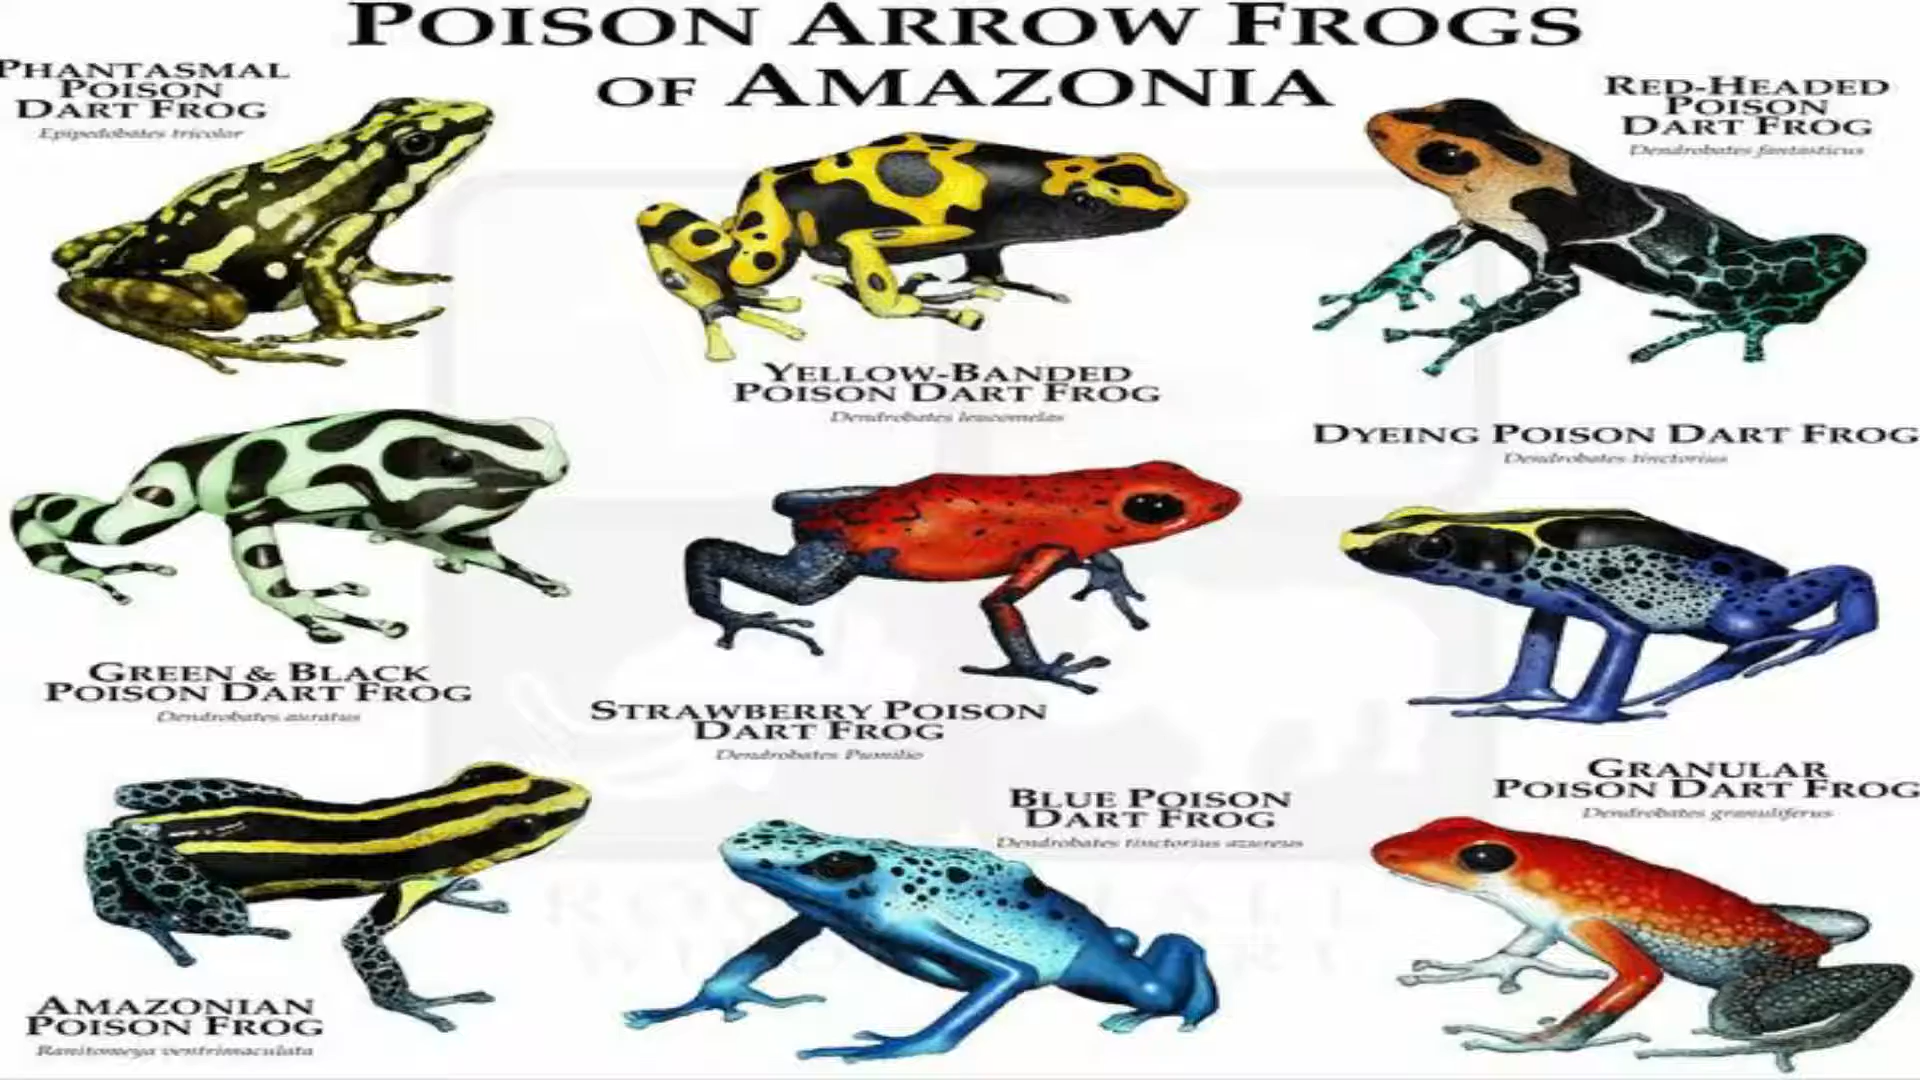 POISON ARROW FROGS
OF AMAZONIA
PHANTASMAL
POISON
DART FROG
Epipedobates tricolor
RED-HEADED
POISON
DART FROG
Dendrobates fantasticus
YELLOW-BANDED
POISON DART FROG
Dendrobates leucomelas
DYEING POISON DART FROG
Dendrobates tinctorius
GREEN & BLACK
POISON DART FROG
Dendrobates auratus
STRAWBERRY POISON
DART FROG
Dendrobates Pumilio
BLUE POISON
DART FROG
Dendrobates tinctorius azureus
GRANULAR
POISON DART FROG
Dendrobates granuliferus
AMAZONIAN
POISON FROG
Ranitomeya ventrimaculata